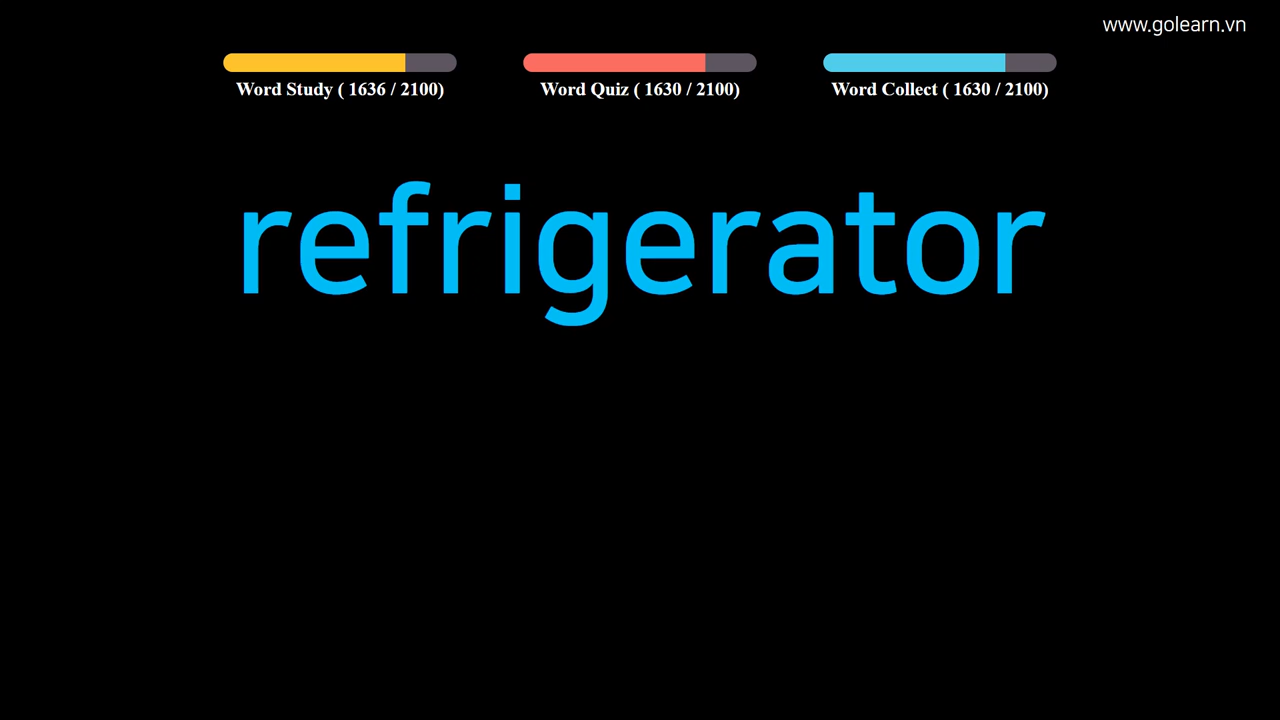 www.golearn.vn
Word Study ( 1636 / 2100)
Word Quiz ( 1630 / 2100)
Word Collect ( 1630 / 2100)
refrigerator